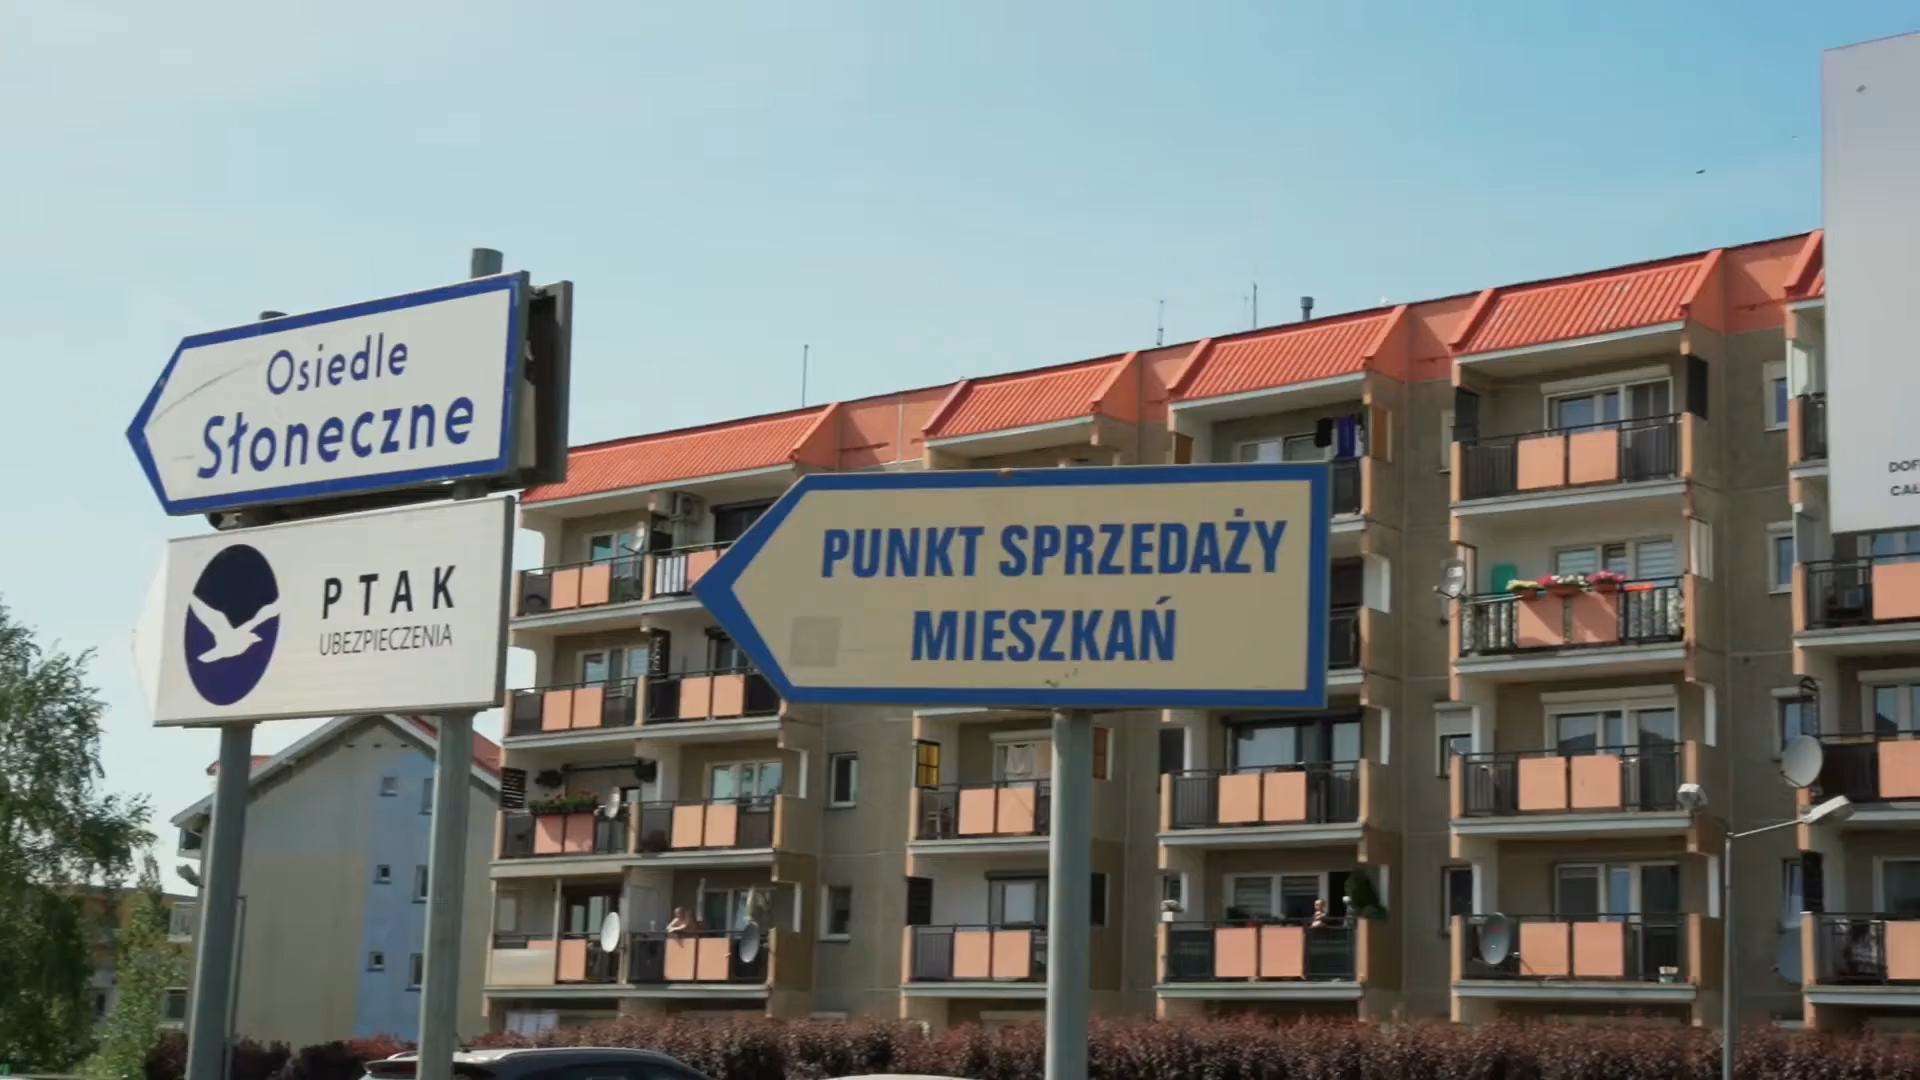 Osiedle
Słoneczne
PTAK
UBEZPIECZENIA
PUNKT SPRZEDAŻY
MIESZKAŃ